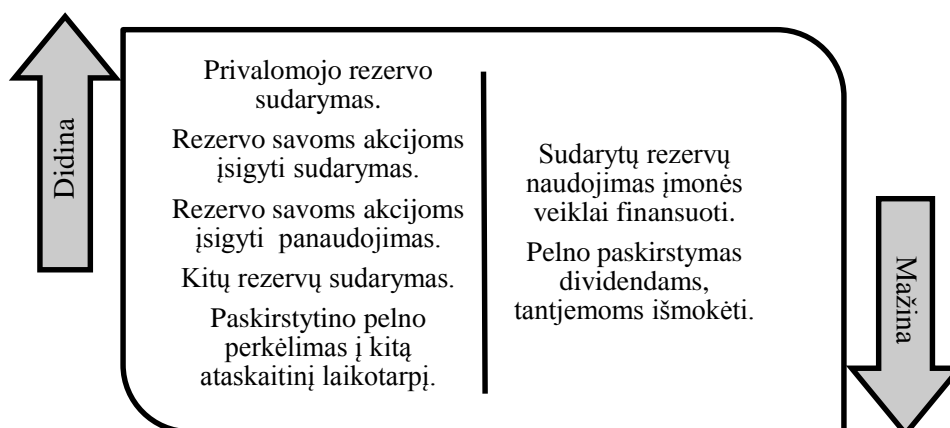 Didina
Privalomojo rezervo
sudarymas.
Rezervo savoms akcijoms
įsigyti sudarymas.
Rezervo savoms akcijoms
įsigyti panaudojimas.
Kitų rezervų sudarymas.
Paskirstytino pelno
perkėlimas į kitą
ataskaitinį laikotarpį.
Sudarytų rezervų
naudojimas įmonės
veiklai finansuoti.
Pelno paskirstymas
dividendams,
tantjemoms išmokėti.
Mažina